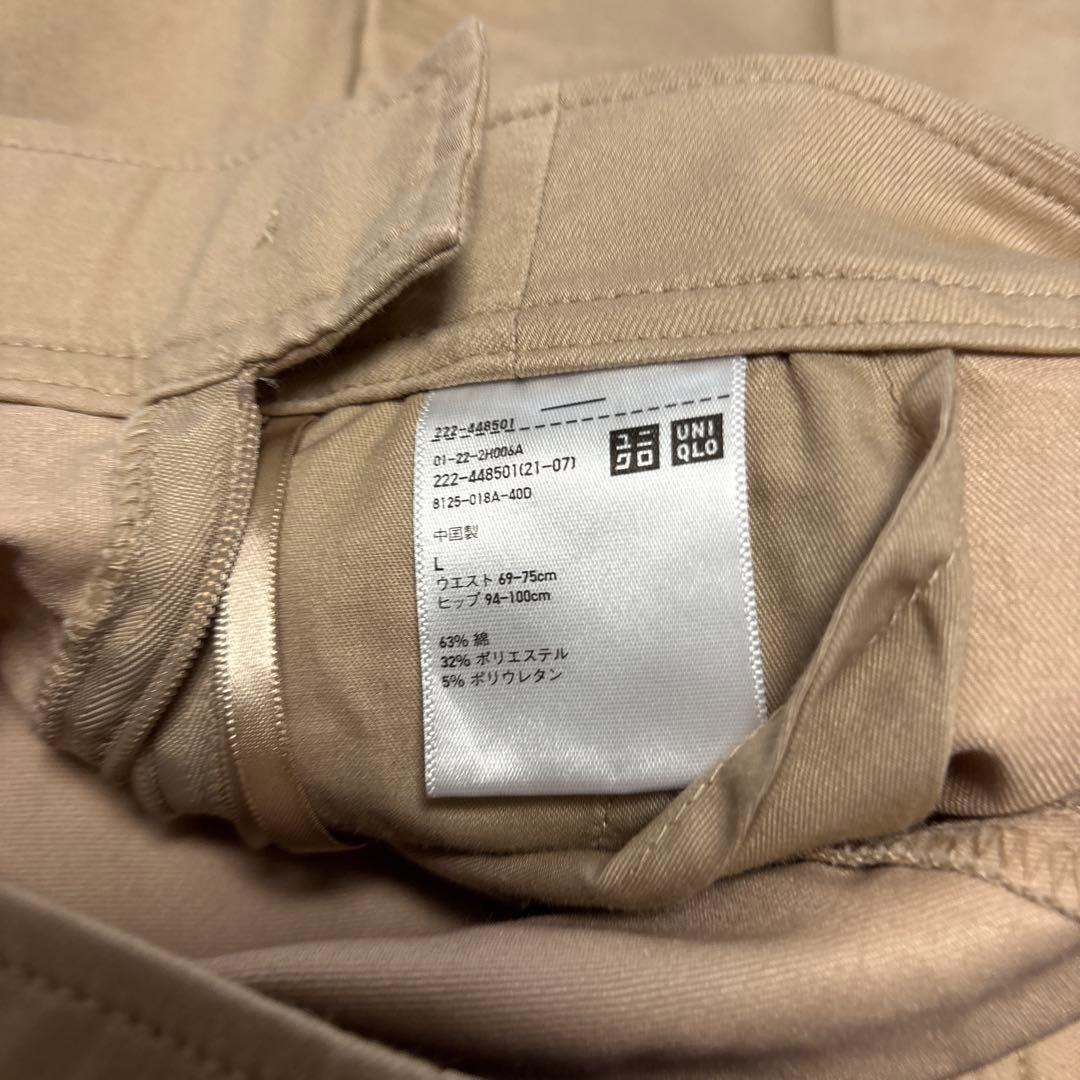 222-448501
ユニ
クロ
UNI
QLO
01-22-2H006A
222-448501(21-07)
8125-018A-40D
中国製
L
ウエスト 69-75cm
ヒップ 94-100cm
63% 綿
32% ポリエステル
5% ポリウレタン